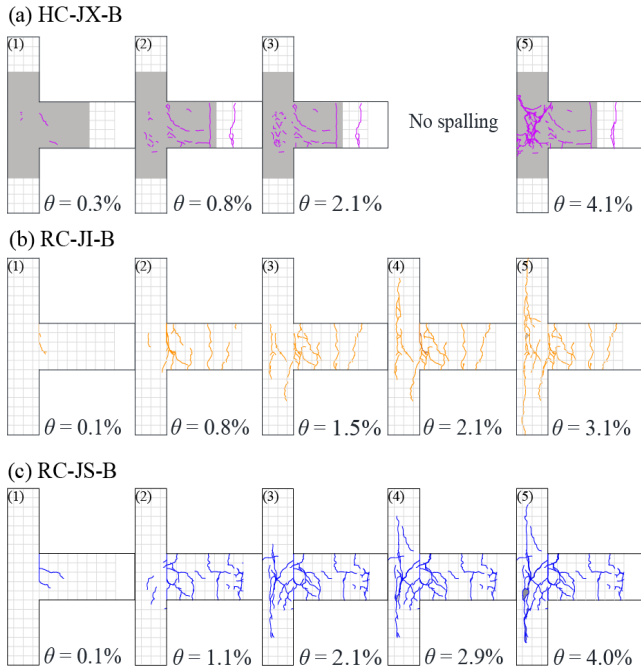 (a) HC-JX-B
(1) (2) (3) (5)
No spalling
θ = 0.3% θ = 0.8% θ = 2.1% θ = 4.1%
(b) RC-JI-B
(1) (2) (3) (4) (5)
θ = 0.1% θ = 0.8% θ = 1.5% θ = 2.1% θ = 3.1%
(c) RC-JS-B
(1) (2) (3) (4) (5)
θ = 0.1% θ = 1.1% θ = 2.1% θ = 2.9% θ = 4.0%